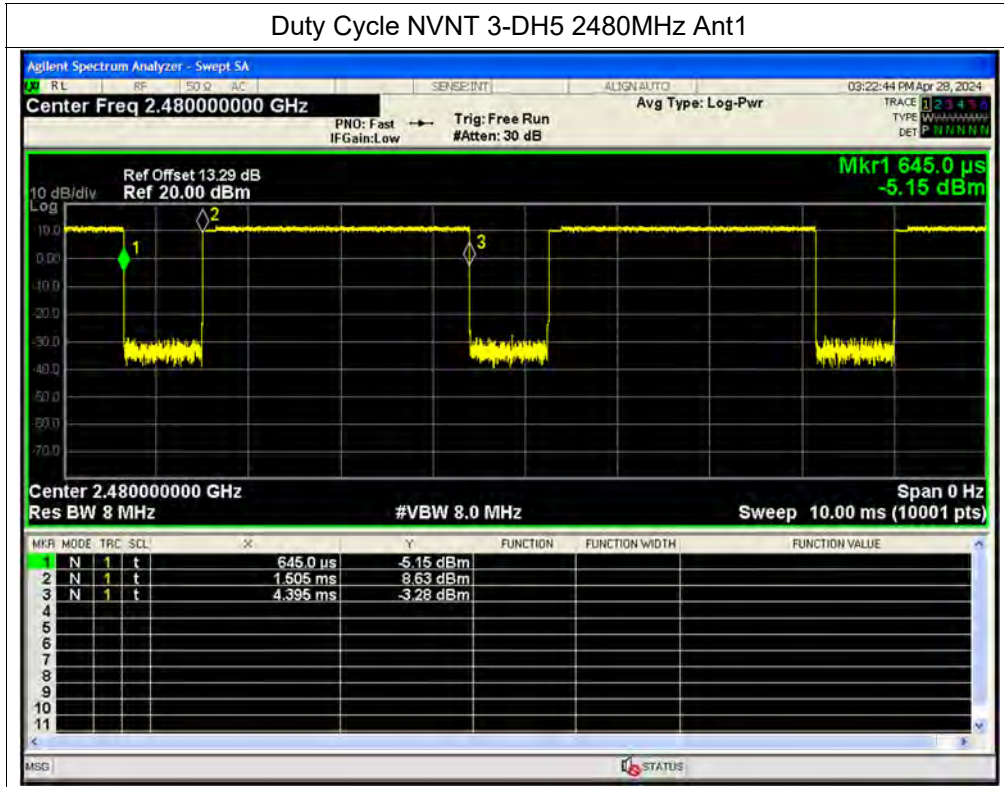 Duty Cycle NVNT 3-DH5 2480MHz Ant1
Agilent Spectrum Analyzer - Swept SA
LXI RL RF 50 Ω AC SENSE:INT ALIGN AUTO 03:22:44 PM Apr 28, 2024
Center Freq 2.480000000 GHz Avg Type: Log-Pwr TRACE 1 2 3 4 5 6
PNO: Fast Trig: Free Run TYPE WWWWWW
IFGain:Low #Atten: 30 dB DET P N N N N N
Mkr1 645.0 µs
Ref Offset 13.29 dB
10 dB/div Ref 20.00 dBm -5.15 dBm
Log
10.0
0.00
-10.0
-20.0
-30.0
-40.0
-50.0
-60.0
-70.0
1
2
3
Center 2.480000000 GHz Span 0 Hz
Res BW 8 MHz #VBW 8.0 MHz Sweep 10.00 ms (10001 pts)
MKR MODE TRC SCL X Y FUNCTION FUNCTION WIDTH FUNCTION VALUE
1 N 1 t 645.0 µs -5.15 dBm
2 N 1 t 1.505 ms 8.63 dBm
3 N 1 t 4.395 ms -3.28 dBm
4
5
6
7
8
9
10
11
MSG STATUS